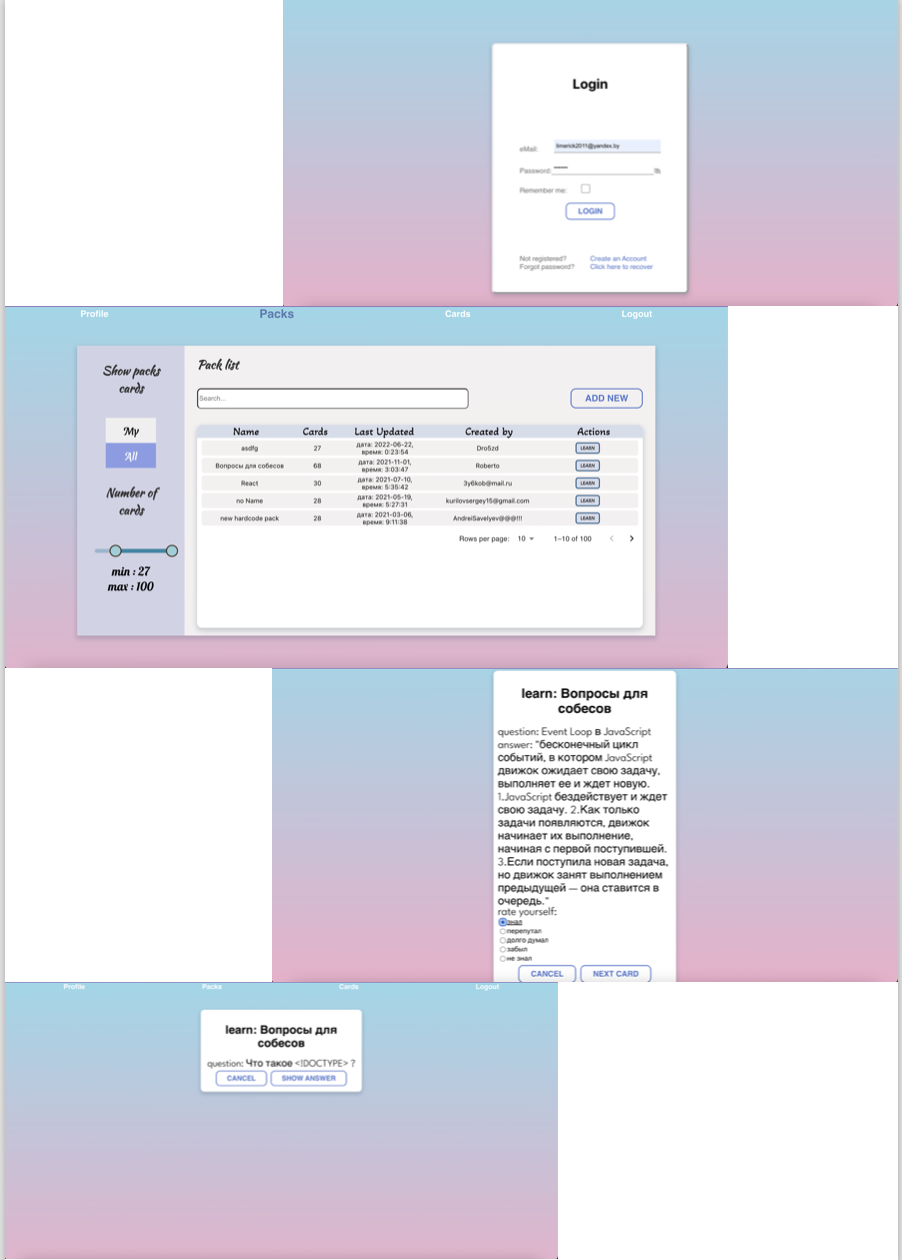 Login
eMail: limerick2011@yandex.by
Password:
Remember me:
LOGIN
Not registered? Create an Account
Forgot password? Click here to recover
Profile Packs Cards Logout
Show packs
cards
My
All
Number of
cards
min : 27
max : 100
Pack list
Search...
ADD NEW
Name Cards Last Updated Created by Actions
asdfg 27 дата: 2022-06-22, время: 0:23:54 Dro5zd LEARN
Вопросы для собесов 68 дата: 2021-11-01, время: 3:03:47 Roberto LEARN
React 30 дата: 2021-07-10, время: 5:35:42 3y6kob@mail.ru LEARN
no Name 28 дата: 2021-05-19, время: 5:27:31 kurilovsergey15@gmail.com LEARN
new hardcode pack 28 дата: 2021-03-06, время: 9:11:38 AndreiSavelyev@@@!!! LEARN
Rows per page: 10 1–10 of 100
learn: Вопросы для
собесов
question: Event Loop в JavaScript
answer: "бесконечный цикл
событий, в котором JavaScript
движок ожидает свою задачу,
выполняет ее и ждет новую.
1.JavaScript бездействует и ждет
свою задачу. 2.Как только
задачи появляются, движок
начинает их выполнение,
начиная с первой поступившей.
3.Если поступила новая задача,
но движок занят выполнением
предыдущей — она ставится в
очередь."
rate yourself:
знал
перепутал
долго думал
забыл
не знал
CANCEL NEXT CARD
Profile Packs Cards Logout
learn: Вопросы для
собесов
question: Что такое <!DOCTYPE> ?
CANCEL SHOW ANSWER